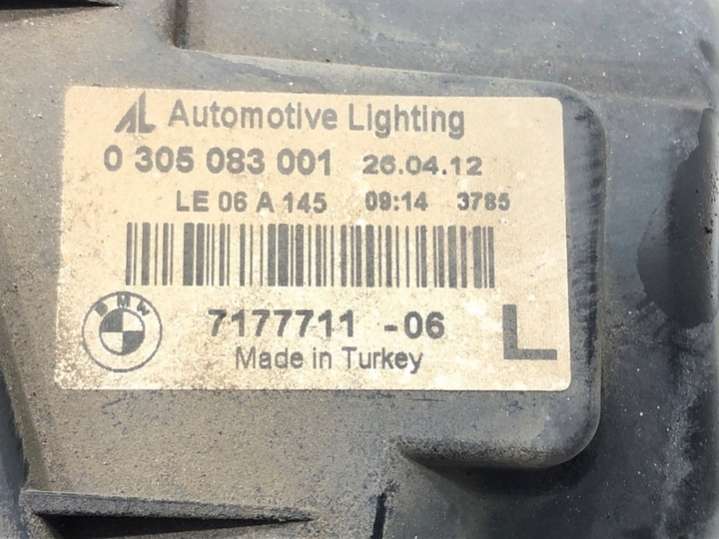 AL Automotive Lighting
0 305 083 001 26.04.12
LE 06 A 145 09:14 3785
BMW
7177711 -06 L
Made in Turkey